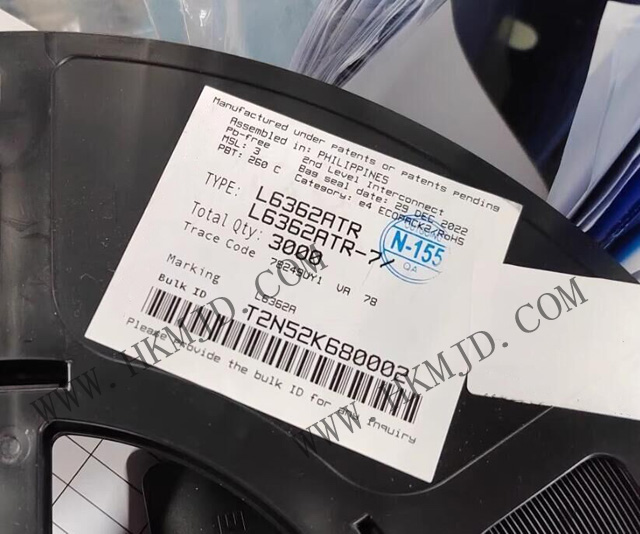 Manufactured under patents or patents pending
Assembled in: PHILIPPINES
Pb-free 2nd Level Interconnect
MSL: 3 Bag seal date: 29 DEC 2022
PBT: 260 C Category: e4 ECOPACK2/RoHS
TYPE: L6362ATR
L6362ATR-7/
Total Qty: 3000
Trace Code VA 78
Marking L6362A
Bulk ID T2N52K680002
Please provide the bulk ID for any inquiry
N-155
QA
WWW.HKMJD.COM
WWW.HKMJD.COM